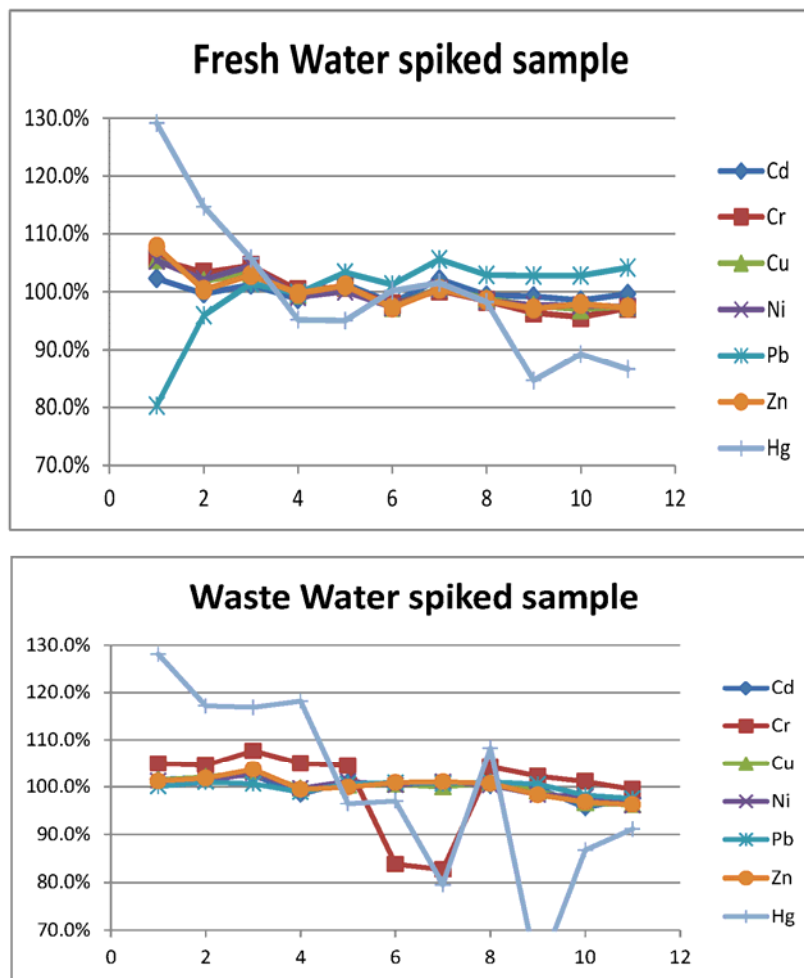 Fresh Water spiked sample
130.0%
120.0%
110.0%
100.0%
90.0%
80.0%
70.0%
0 2 4 6 8 10 12
Cd
Cr
Cu
Ni
Pb
Zn
Hg
Waste Water spiked sample
130.0%
120.0%
110.0%
100.0%
90.0%
80.0%
70.0%
0 2 4 6 8 10 12
Cd
Cr
Cu
Ni
Pb
Zn
Hg